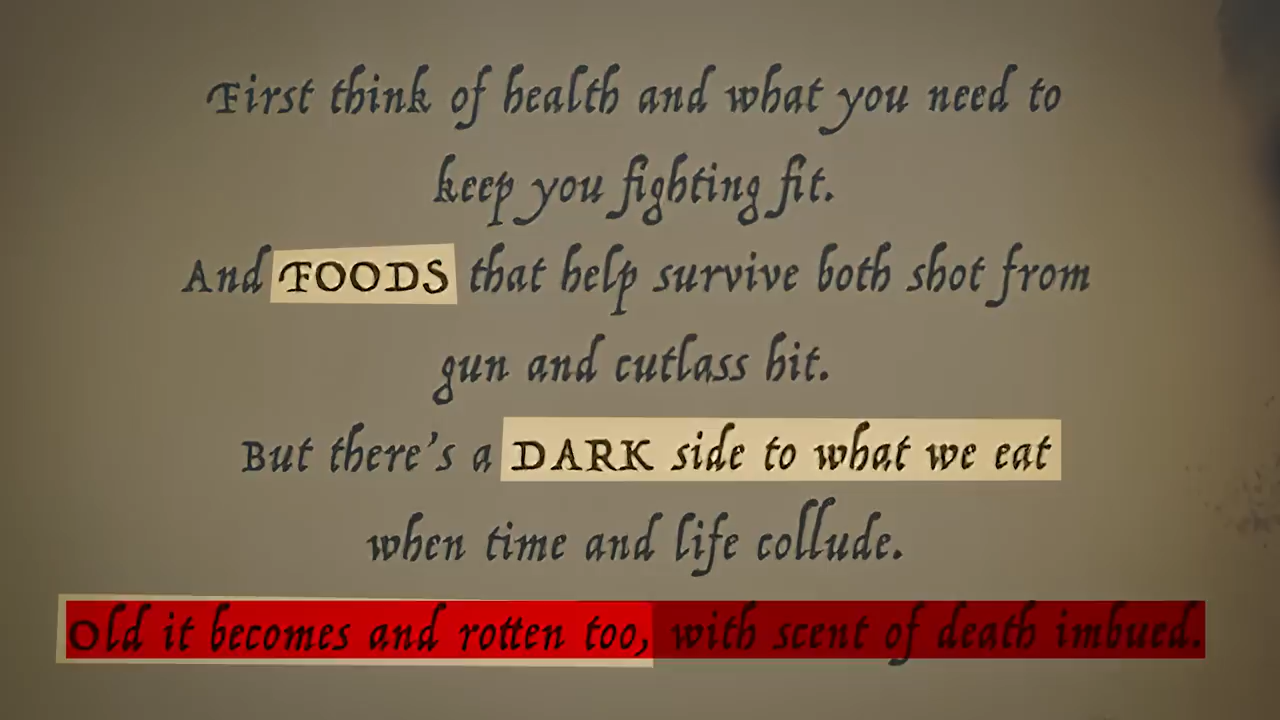 First think of health and what you need to
keep you fighting fit.
And FOODS that help survive both shot from
gun and cutlass hit.
But there's a DARK side to what we eat
when time and life collude.
Old it becomes and rotten too, with scent of death imbued.